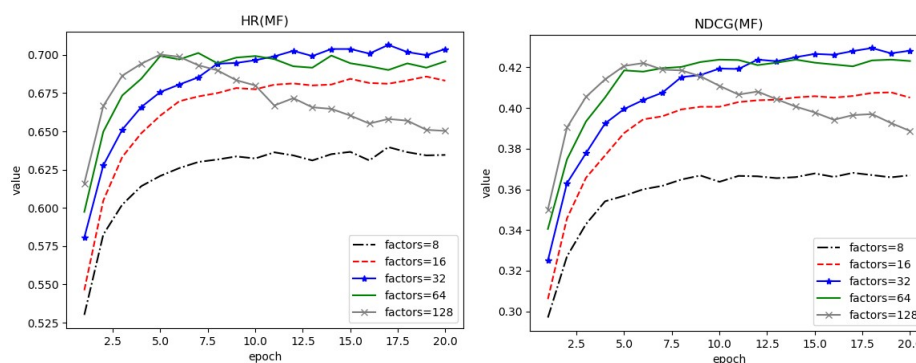 HR(MF)
0.700
0.675
0.650
0.625
0.600
0.575
0.550
0.525
value
2.5 5.0 7.5 10.0 12.5 15.0 17.5 20.0
epoch
factors=8
factors=16
factors=32
factors=64
factors=128
NDCG(MF)
0.42
0.40
0.38
0.36
0.34
0.32
0.30
value
2.5 5.0 7.5 10.0 12.5 15.0 17.5 20.0
epoch
factors=8
factors=16
factors=32
factors=64
factors=128